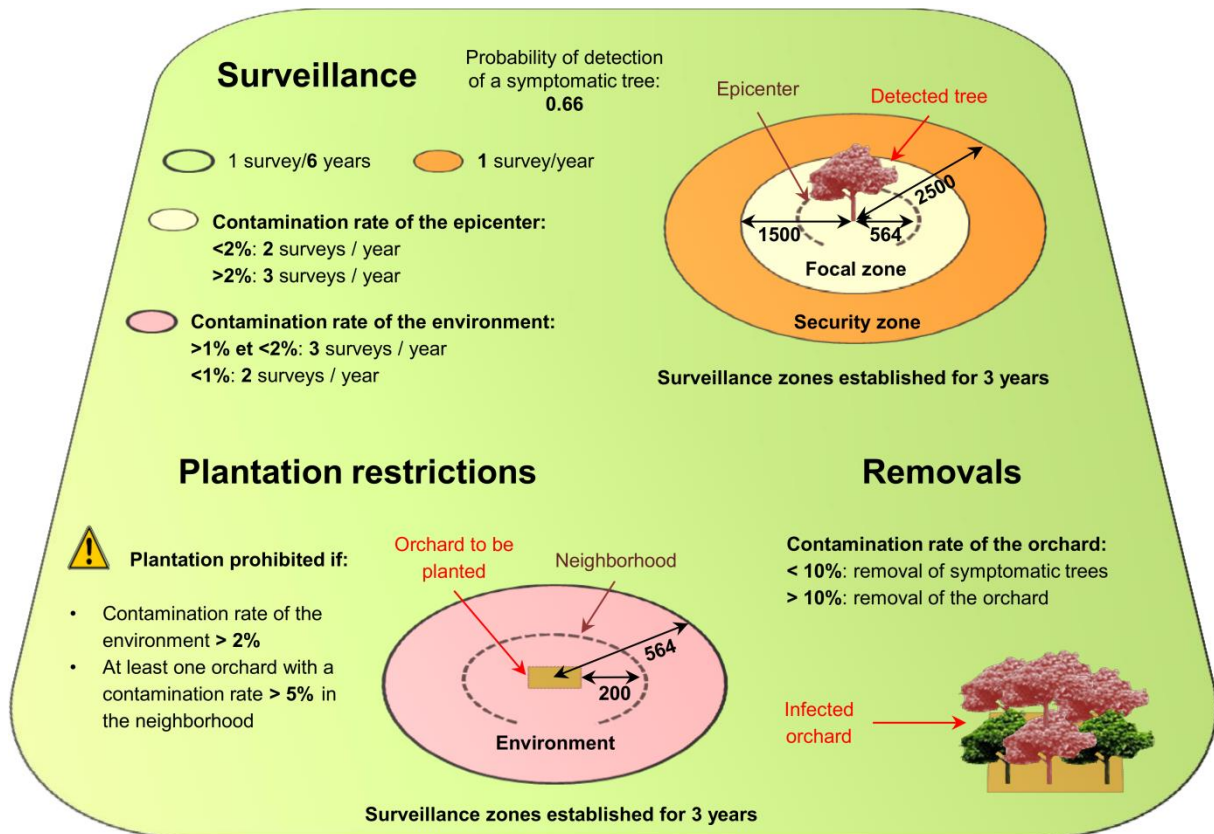 Surveillance
Probability of detection
of a symptomatic tree:
0.66
1 survey/6 years
1 survey/year
Contamination rate of the epicenter:
<2%: 2 surveys / year
>2%: 3 surveys / year
Contamination rate of the environment:
>1% et <2%: 3 surveys / year
<1%: 2 surveys / year
Epicenter
Detected tree
2500
1500
564
Focal zone
Security zone
Surveillance zones established for 3 years
Plantation restrictions
Plantation prohibited if:
• Contamination rate of the
environment > 2%
• At least one orchard with a
contamination rate > 5% in
the neighborhood
Orchard to be
planted
Neighborhood
564
200
Environment
Surveillance zones established for 3 years
Removals
Contamination rate of the orchard:
< 10%: removal of symptomatic trees
> 10%: removal of the orchard
Infected
orchard